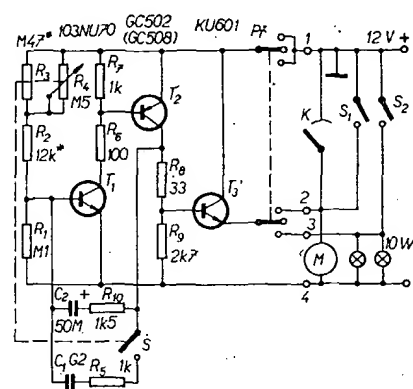 103NU70 GC502 KU601
(GC508)
M47* Př 1 12 V +
R3 R4 M5
R7 1k
T2
K S1 S2
R2 12k*
R6 100
R8 33
T1
T3
2
3
R1 M1
R9 2k7
M 10W
4 -
C2 + 50M R10 1k5
S
C1 G2 R5 1k